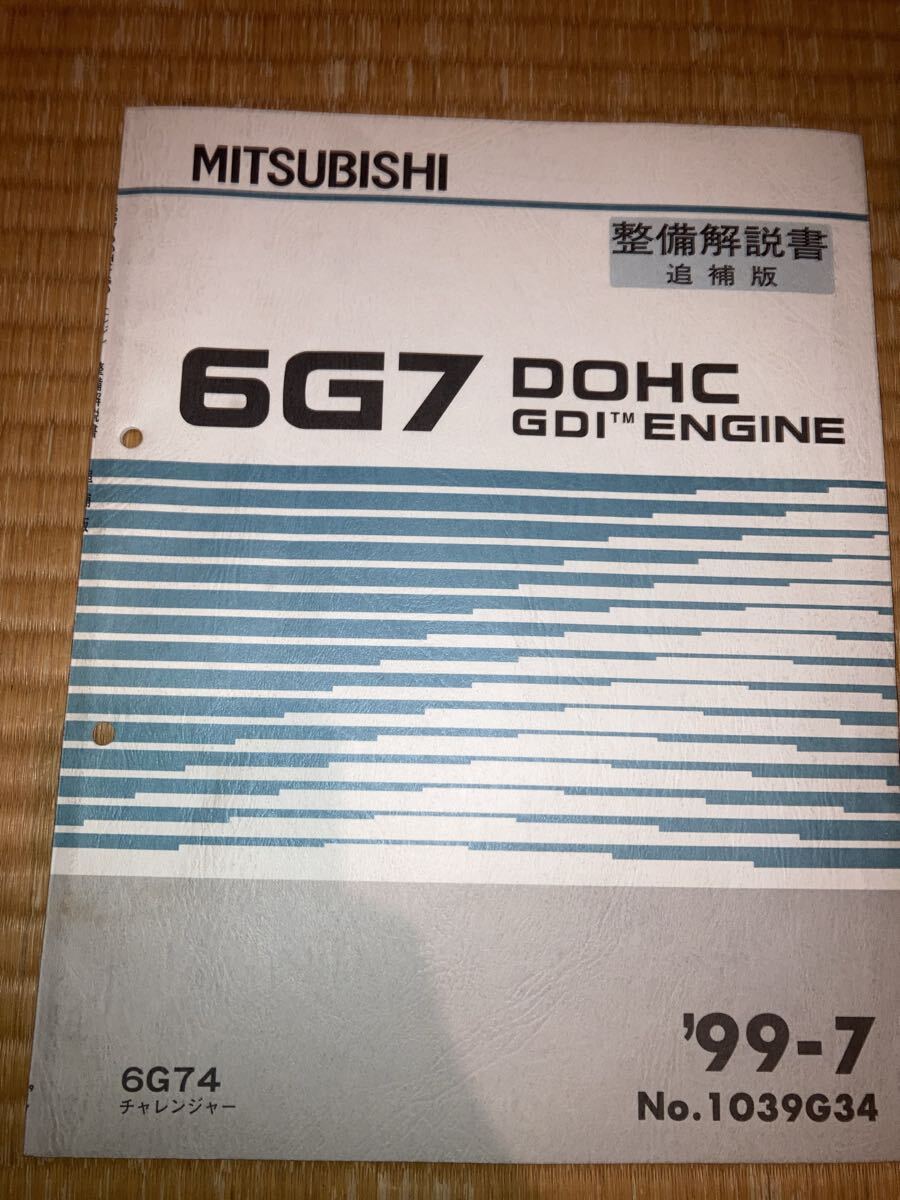 MITSUBISHI
整備解説書
追補版
6G7 DOHC
GDI™ ENGINE
6G74
チャレンジャー
'99-7
No.1039G34